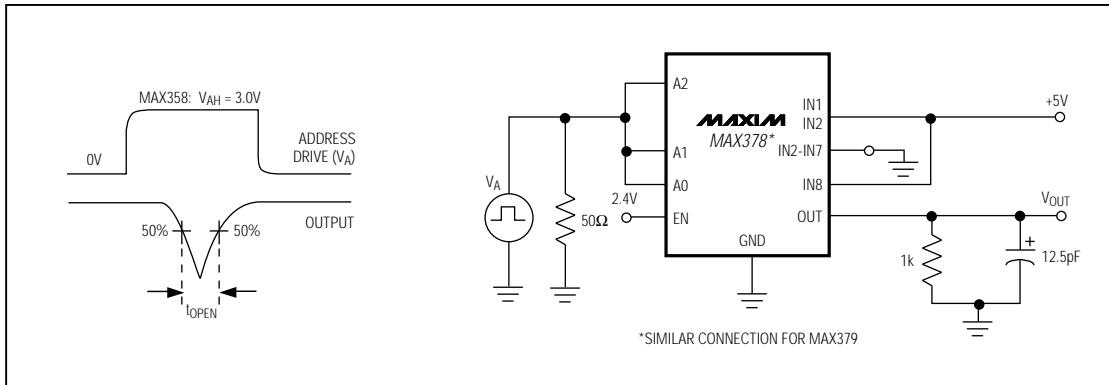 MAX358: VAH = 3.0V
0V
ADDRESS
DRIVE (VA)
OUTPUT
50%
50%
tOPEN
VA
50Ω
2.4V
A2
A1
A0
EN
MAXIM
MAX378*
GND
IN1
IN2
IN2-IN7
IN8
OUT
+5V
VOUT
1k
+
12.5pF
*SIMILAR CONNECTION FOR MAX379